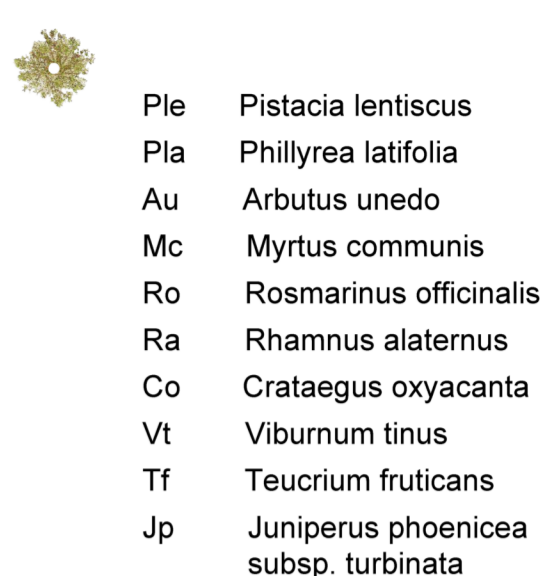 Ple Pistacia lentiscus
Pla Phillyrea latifolia
Au Arbutus unedo
Mc Myrtus communis
Ro Rosmarinus officinalis
Ra Rhamnus alaternus
Co Crataegus oxyacanta
Vt Viburnum tinus
Tf Teucrium fruticans
Jp Juniperus phoenicea
subsp. turbinata